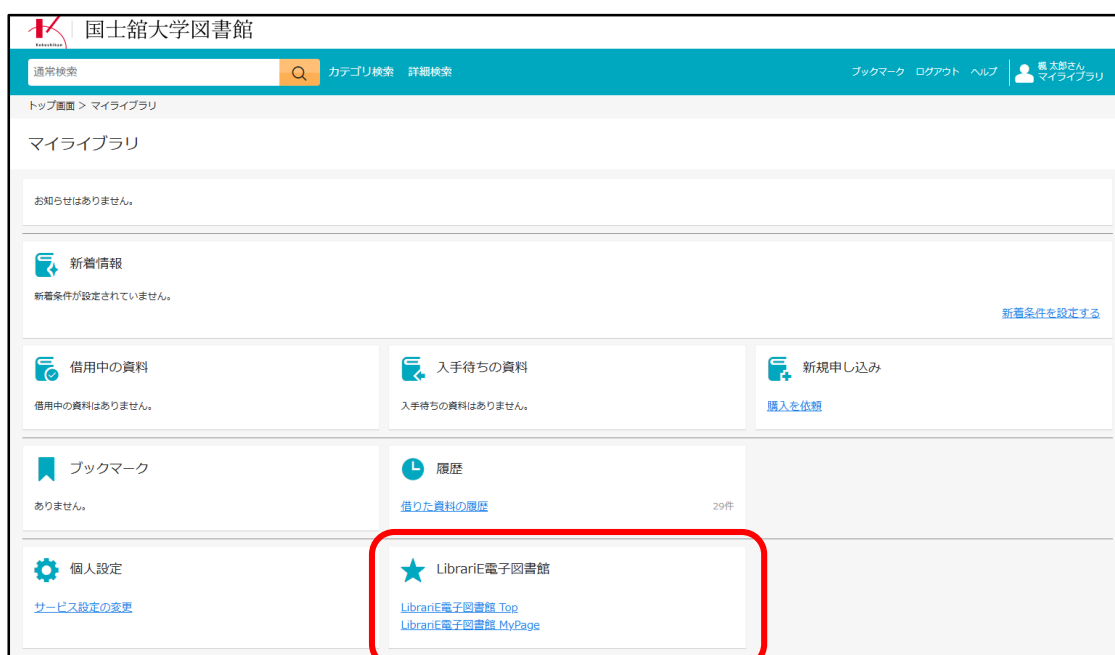 国士舘大学図書館
kokushikan
通常検索
カテゴリ検索 詳細検索
ブックマーク ログアウト ヘルプ
楓 太郎さん
マイライブラリ
トップ画面 > マイライブラリ
マイライブラリ
お知らせはありません。
新着情報
新着条件が設定されていません。
新着条件を設定する
借用中の資料
借用中の資料はありません。
入手待ちの資料
入手待ちの資料はありません。
新規申し込み
購入を依頼
ブックマーク
ありません。
履歴
借りた資料の履歴 29件
個人設定
サービス設定の変更
LibrariE電子図書館
LibrariE電子図書館 Top
LibrariE電子図書館 MyPage